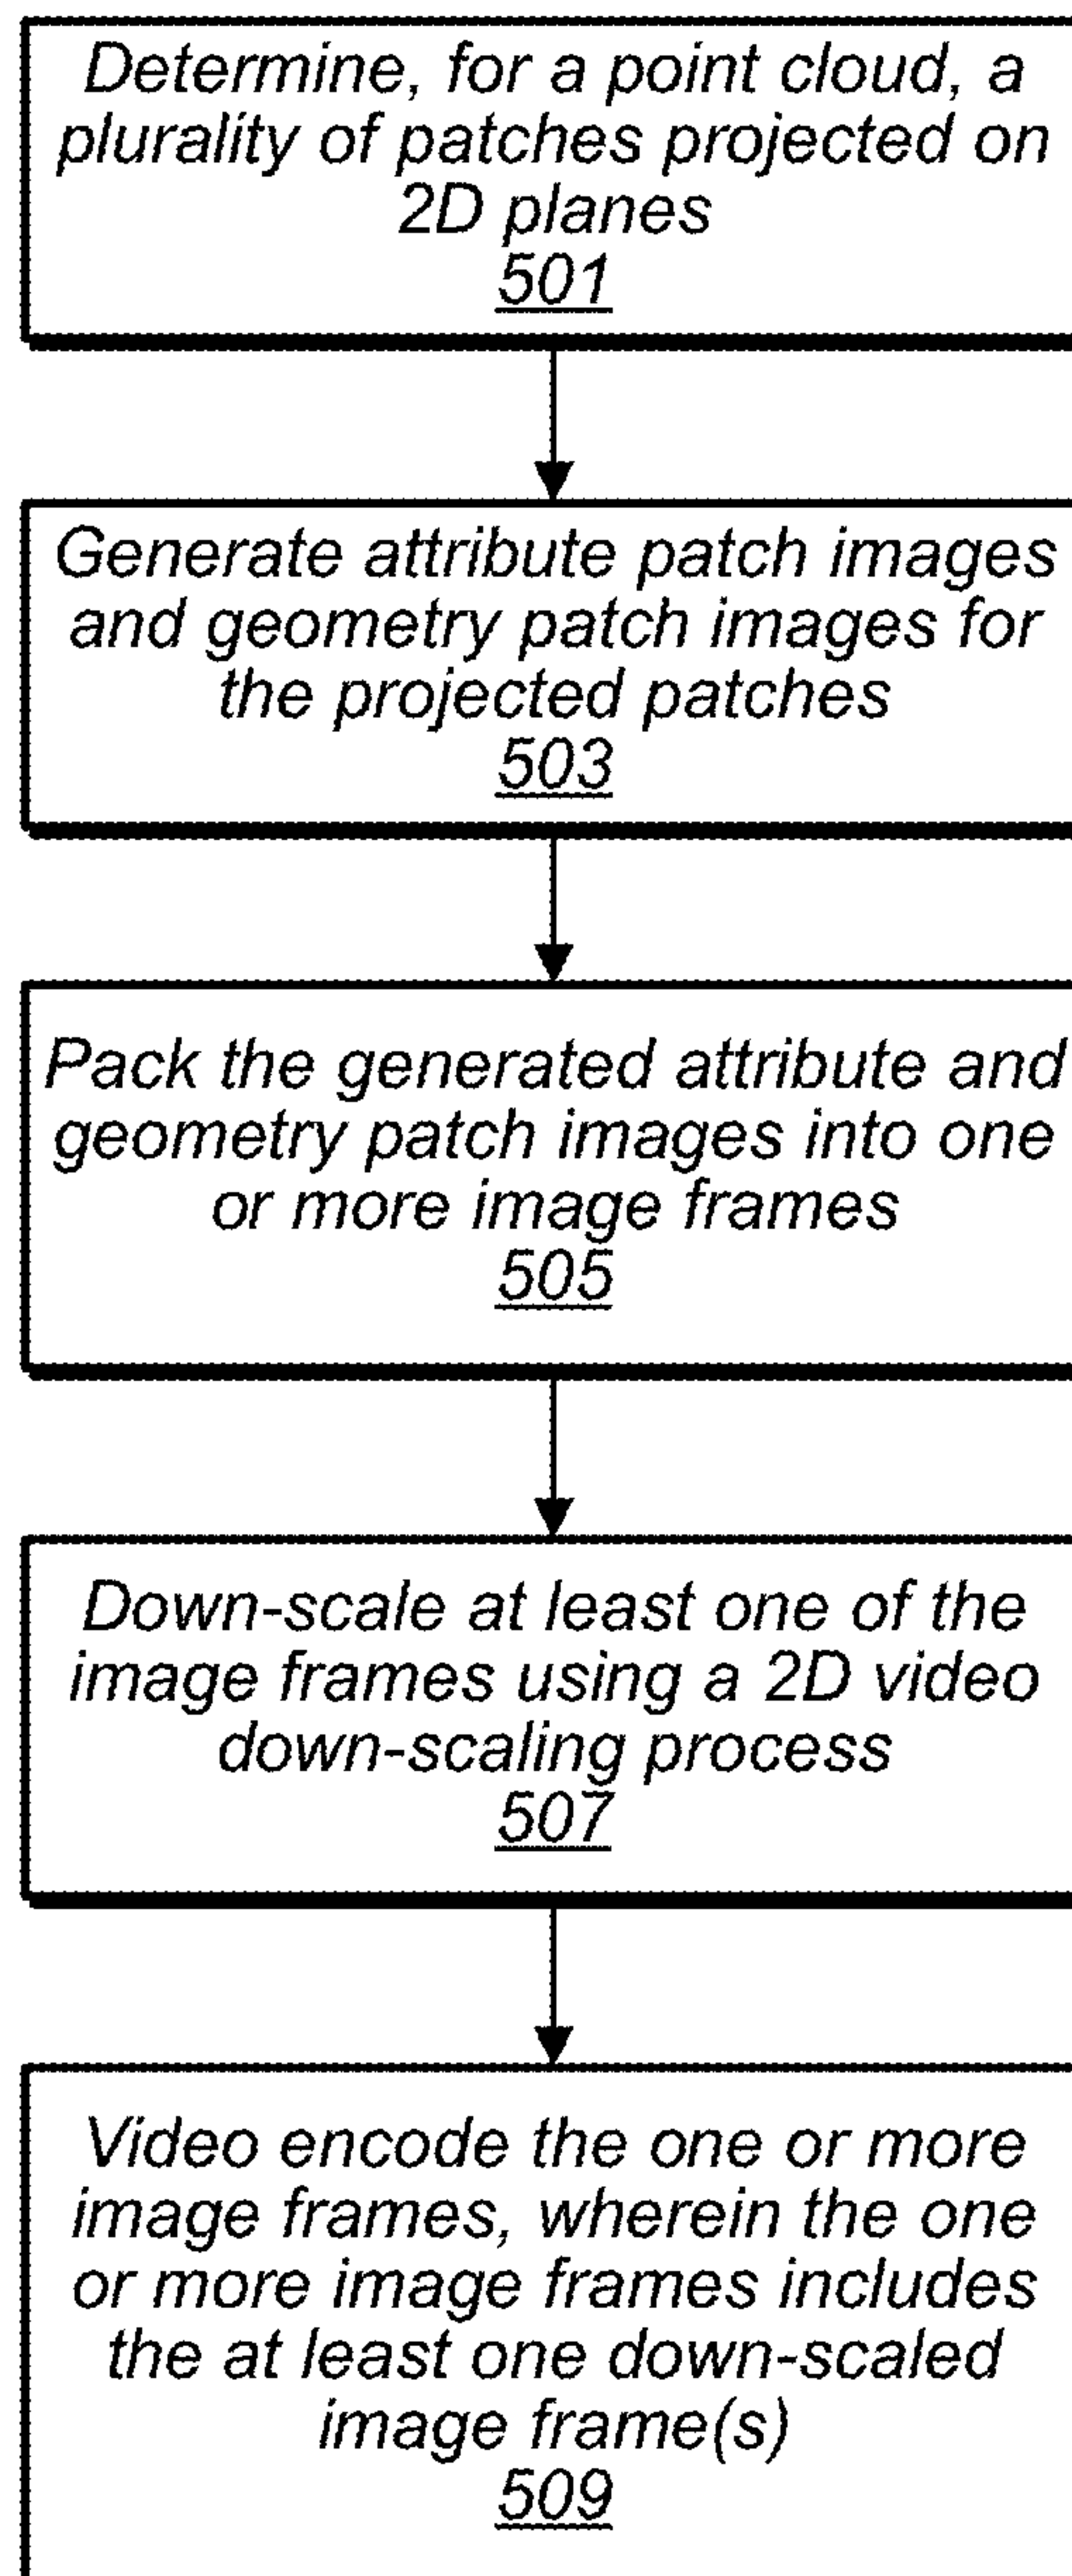 Determine, for a point cloud, a
plurality of patches projected on
2D planes
501
Generate attribute patch images
and geometry patch images for
the projected patches
503
Pack the generated attribute and
geometry patch images into one
or more image frames
505
Down-scale at least one of the
image frames using a 2D video
down-scaling process
507
Video encode the one or more
image frames, wherein the one
or more image frames includes
the at least one down-scaled
image frame(s)
509